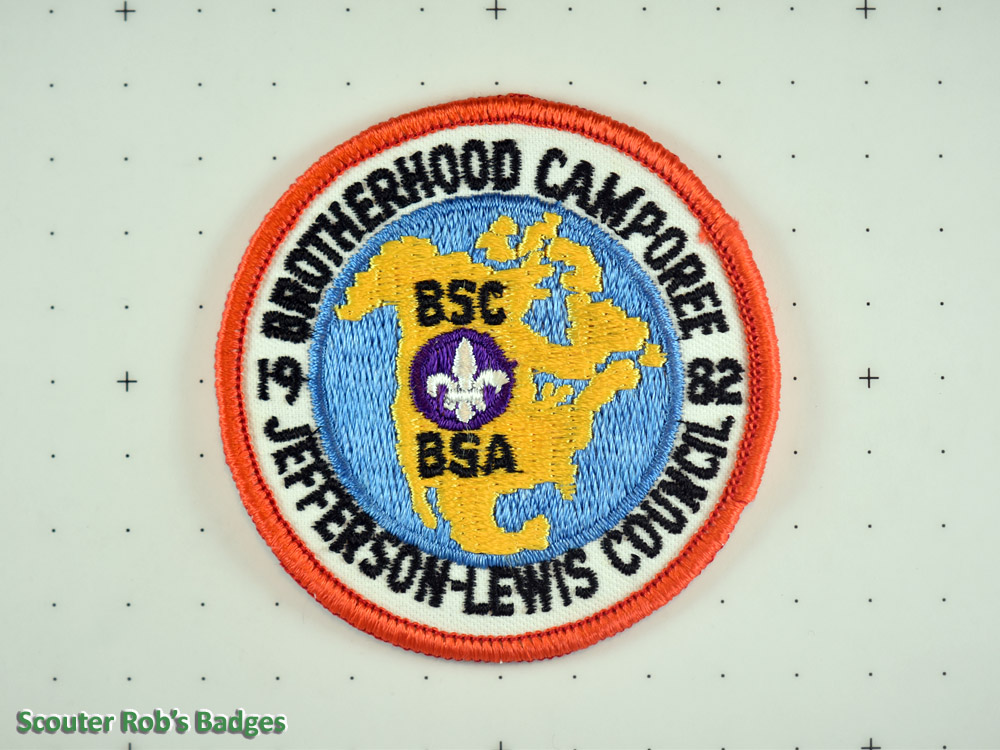 BROTHERHOOD CAMPOREE
BSC
19 82
BSA
JEFFERSON-LEWIS COUNCIL
Scouter Rob's Badges